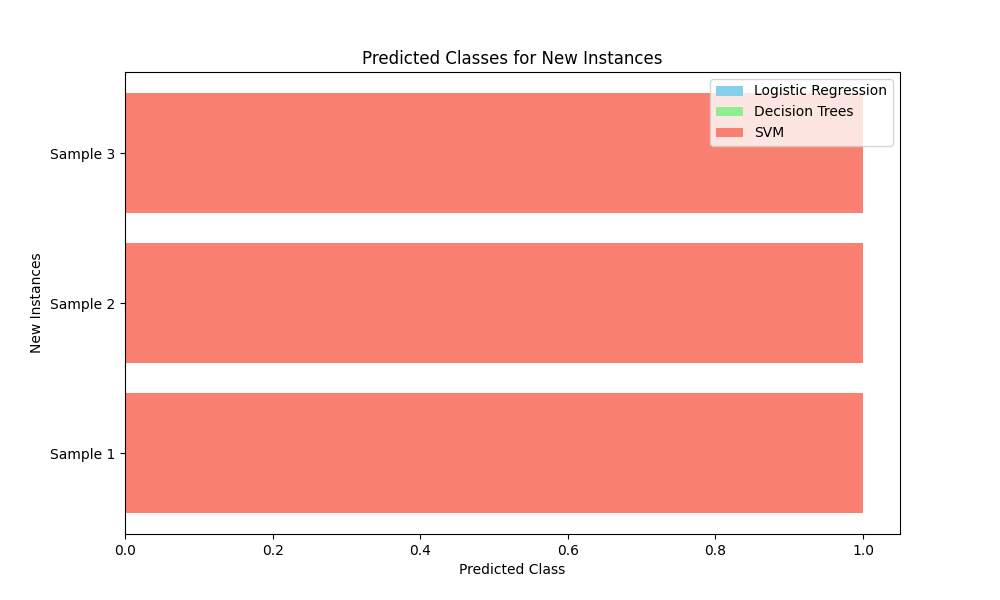 Predicted Classes for New Instances
Logistic Regression
Decision Trees
SVM
Sample 3
Sample 2
Sample 1
New Instances
0.0 0.2 0.4 0.6 0.8 1.0
Predicted Class